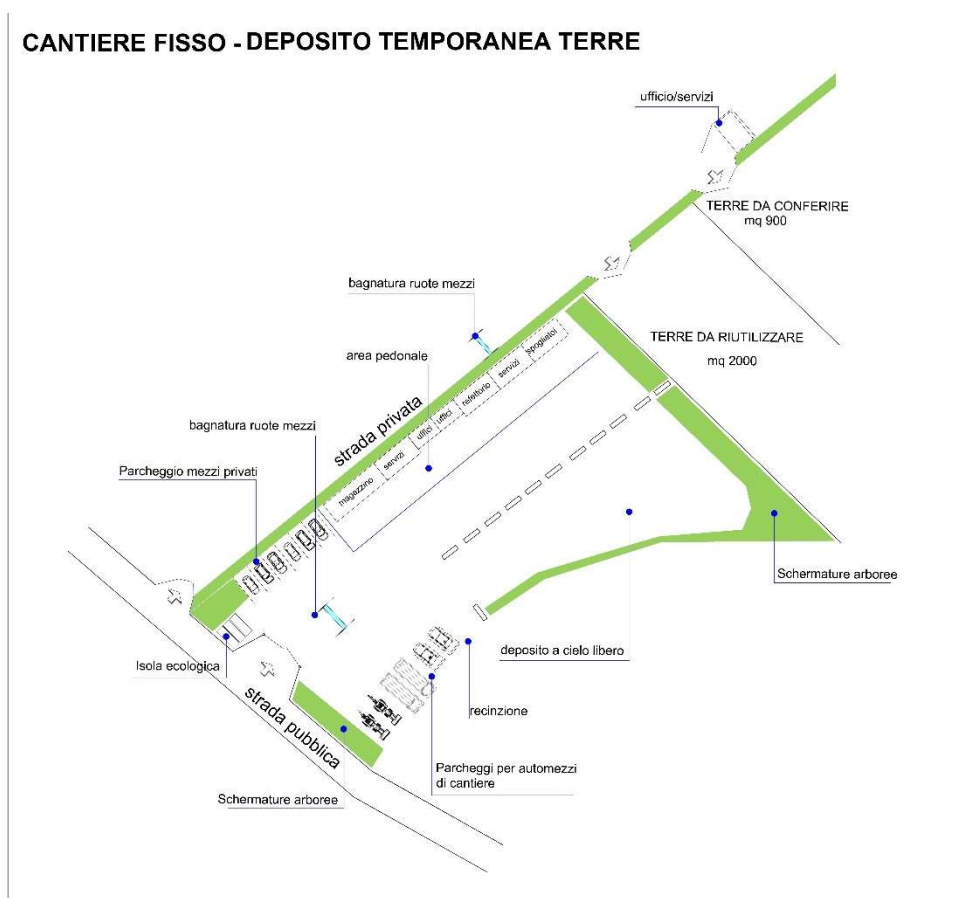 CANTIERE FISSO - DEPOSITO TEMPORANEA TERRE
ufficio/servizi
TERRE DA CONFERIRE
mq 900
bagnatura ruote mezzi
TERRE DA RIUTILIZZARE
mq 2000
area pedonale
spogliatoi
servizi
refettorio
uffici
uffici
servizi
magazzino
strada privata
bagnatura ruote mezzi
Parcheggio mezzi privati
Schermature arboree
deposito a cielo libero
Isola ecologica
recinzione
strada pubblica
Parcheggi per automezzi
di cantiere
Schermature arboree